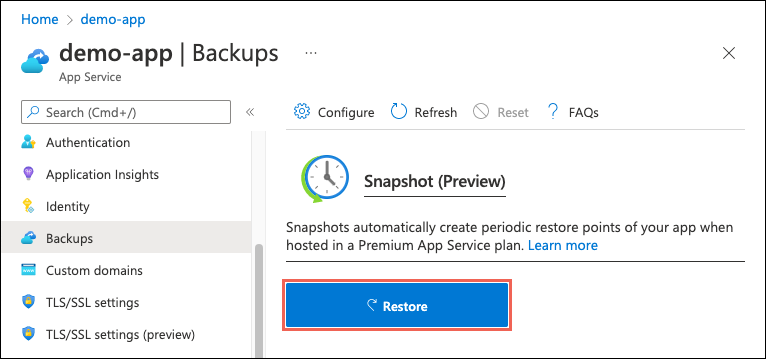 Home > demo-app
demo-app | Backups ...
App Service
Search (Cmd+/) «
Configure Refresh Reset ? FAQs
Authentication
Application Insights
Identity
Backups
Custom domains
TLS/SSL settings
TLS/SSL settings (preview)
Snapshot (Preview)
Snapshots automatically create periodic restore points of your app when
hosted in a Premium App Service plan. Learn more
Restore